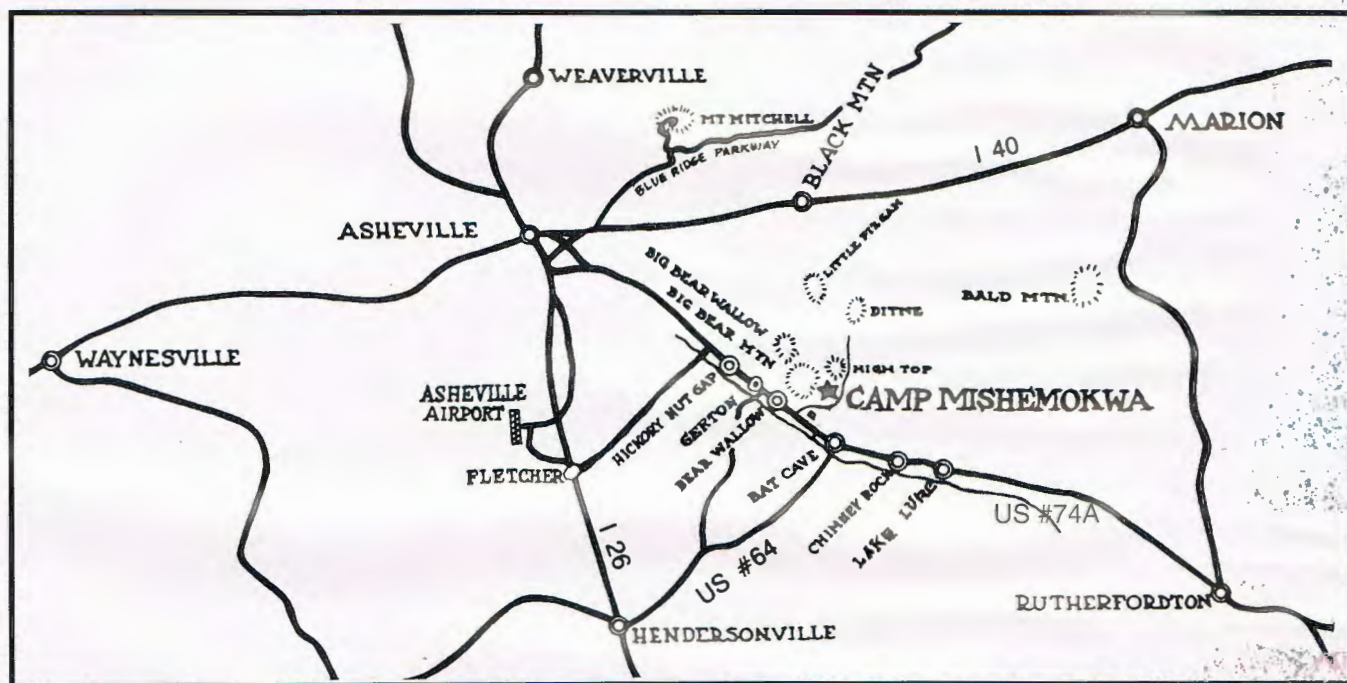 WEAVERVILLE
MT MITCHELL
BLUE RIDGE PARKWAY
BLACK MTN
MARION
I 40
ASHEVILLE
LITTLE PISGAH
BIG BEAR WALLOW
BIG BEAR MTN
DITNE
BALD MTN.
WAYNESVILLE
HIGH TOP
CAMP MISHEMOKWA
ASHEVILLE
AIRPORT
HICKORY NUT GAP
GERTON
BEAR WALLOW
BAT CAVE
FLETCHER
CHIMNEY ROCK
LAKE LURE
US #74A
I 26
US #64
RUTHERFORDTON
HENDERSONVILLE